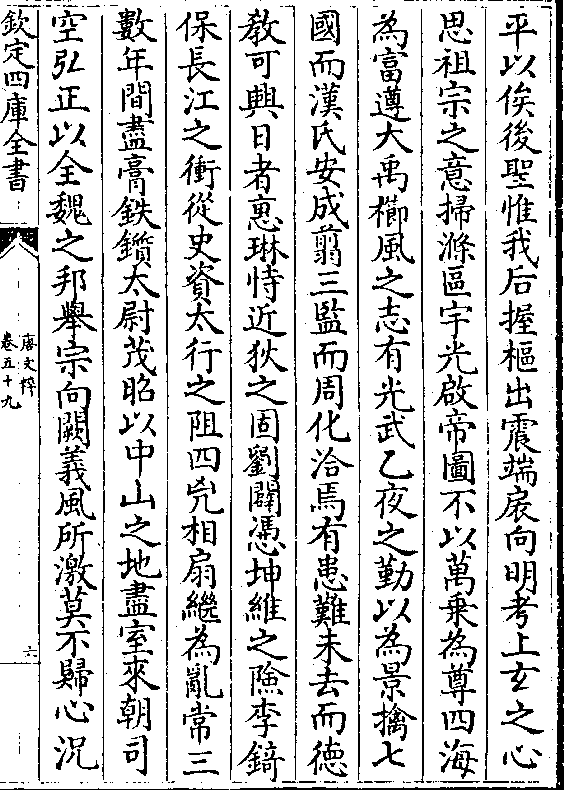 平以俟後聖惟我后握樞出震端扆向明考上玄之心
思祖宗之意掃滌區宇光啟帝圖不以萬乗為尊四海
為富遵大禹櫛風之志有光武乙夜之勤以為景擒七
國而漢氏安成翦三監而周化洽焉有患難未去而德
敎可興日者惠琳恃近狄之固劉闢憑坤維之險李錡
保長江之衝從史資太行之阻四兇相扇繼為亂常三
數年間盡膏鈇鑕太尉茂昭以中山之地盡室來朝司
空弘正以全魏之邦舉宗向闕義風所激莫不歸心況
欽定四庫全書
唐文粹
卷五十九
六